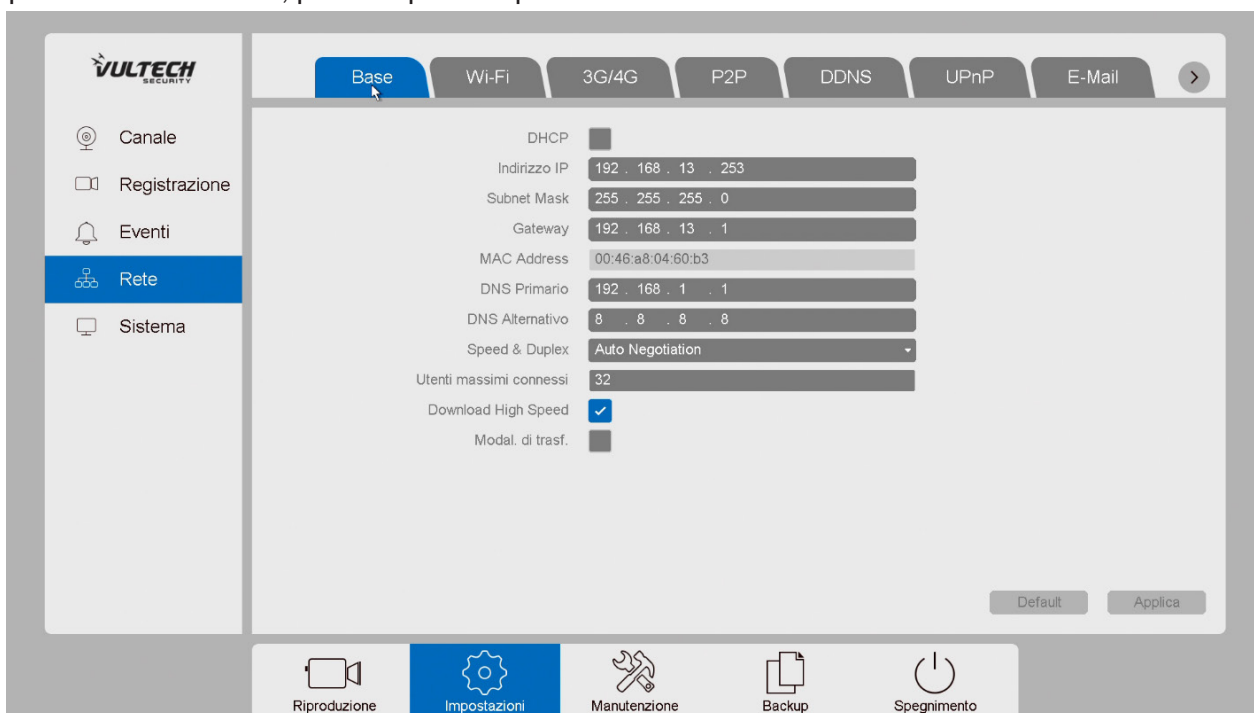 VULTECH
SECURITY
Base Wi-Fi 3G/4G P2P DDNS UPnP E-Mail >
Canale
Registrazione
Eventi
Rete
Sistema
DHCP
Indirizzo IP 192 . 168 . 13 . 253
Subnet Mask 255 . 255 . 255 . 0
Gateway 192 . 168 . 13 . 1
MAC Address 00:46:a8:04:60:b3
DNS Primario 192 . 168 . 1 . 1
DNS Alternativo 8 . 8 . 8 . 8
Speed & Duplex Auto Negotiation
Utenti massimi connessi 32
Download High Speed
Modal. di trasf.
Default Applica
Riproduzione Impostazioni Manutenzione Backup Spegnimento